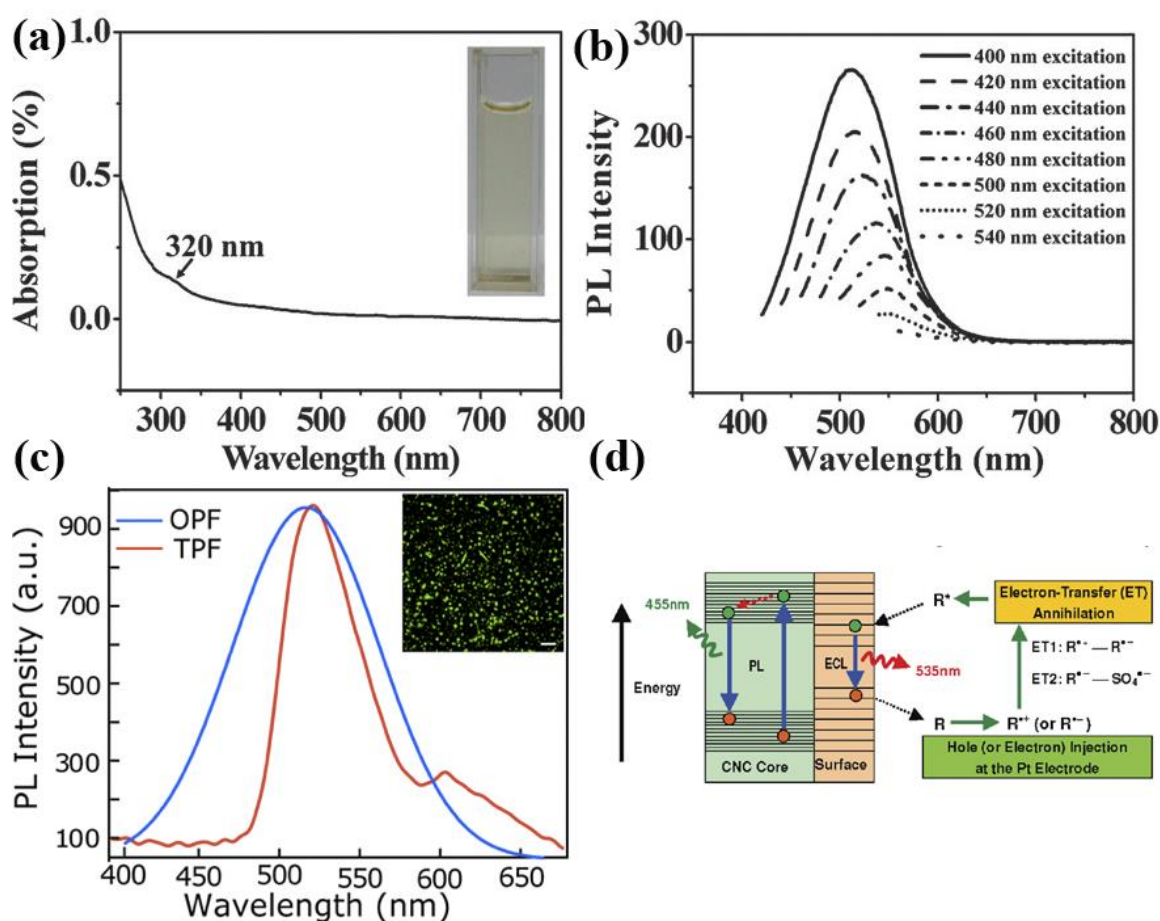 (a)
Absorption (%)
1.0
0.5
0.0
320 nm
300 400 500 600 700 800
Wavelength (nm)
(b)
PL Intensity
300
200
100
0
400 nm excitation
420 nm excitation
440 nm excitation
460 nm excitation
480 nm excitation
500 nm excitation
520 nm excitation
540 nm excitation
400 500 600 700 800
Wavelength (nm)
(c)
PL Intensity (a.u.)
900
700
500
300
100
OPF
TPF
400 450 500 550 600 650
Wavelength (nm)
(d)
Energy
455nm
PL
CNC Core
ECL
Surface
535nm
R*
Electron-Transfer (ET)
Annihilation
ET1: R•+ — R•−
ET2: R•− — SO₄•−
R
R•+ (or R•−)
Hole (or Electron) Injection
at the Pt Electrode